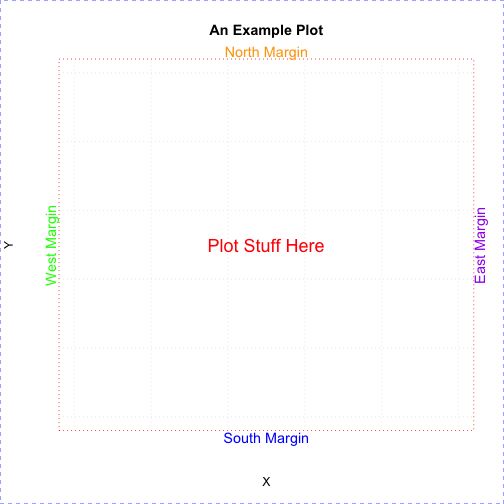 An Example Plot
North Margin
West Margin
Y
Plot Stuff Here
East Margin
South Margin
X